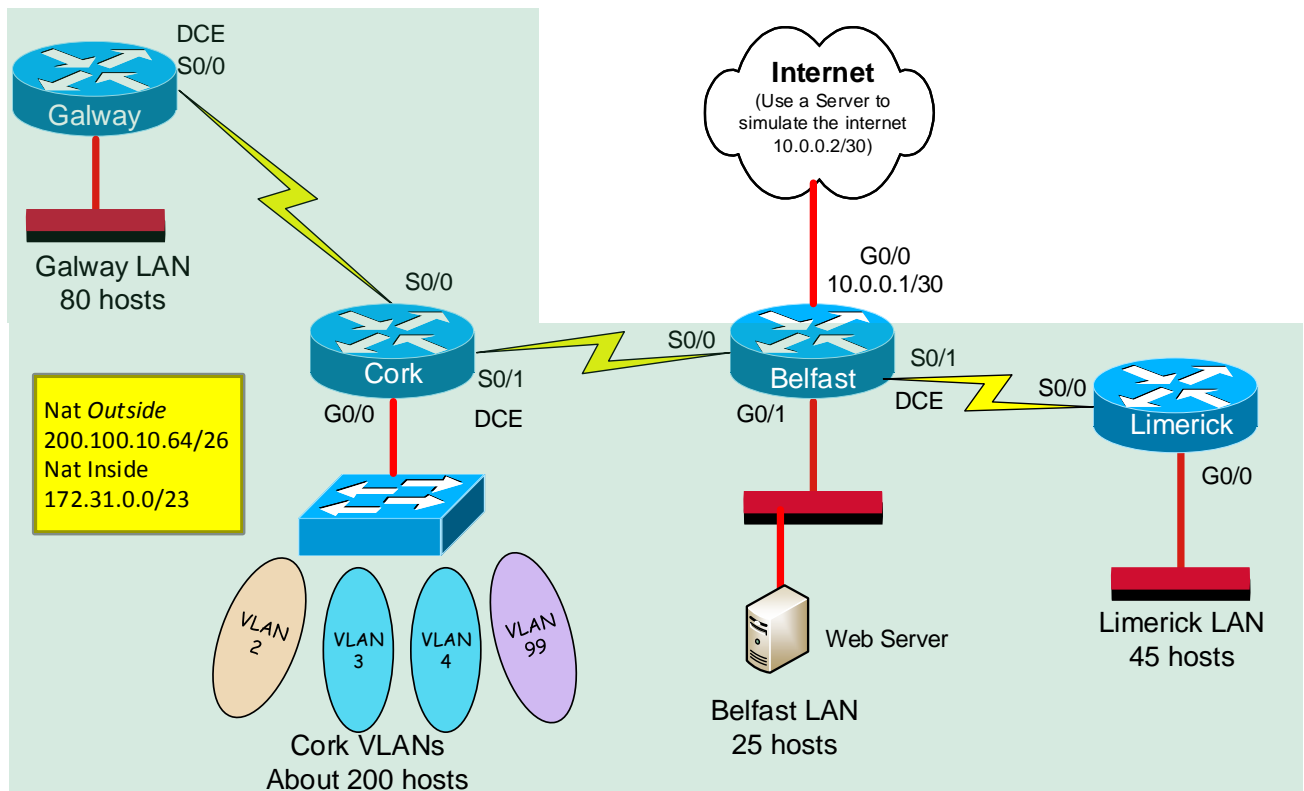 DCE
S0/0
Galway
Galway LAN
80 hosts
Internet
(Use a Server to
simulate the internet
10.0.0.2/30)
G0/0
10.0.0.1/30
S0/0
Cork
S0/1
DCE
G0/0
S0/0
Belfast
S0/1
DCE
G0/1
S0/0
Limerick
G0/0
Nat Outside
200.100.10.64/26
Nat Inside
172.31.0.0/23
VLAN
2
VLAN
3
VLAN
4
VLAN
99
Cork VLANs
About 200 hosts
Web Server
Belfast LAN
25 hosts
Limerick LAN
45 hosts